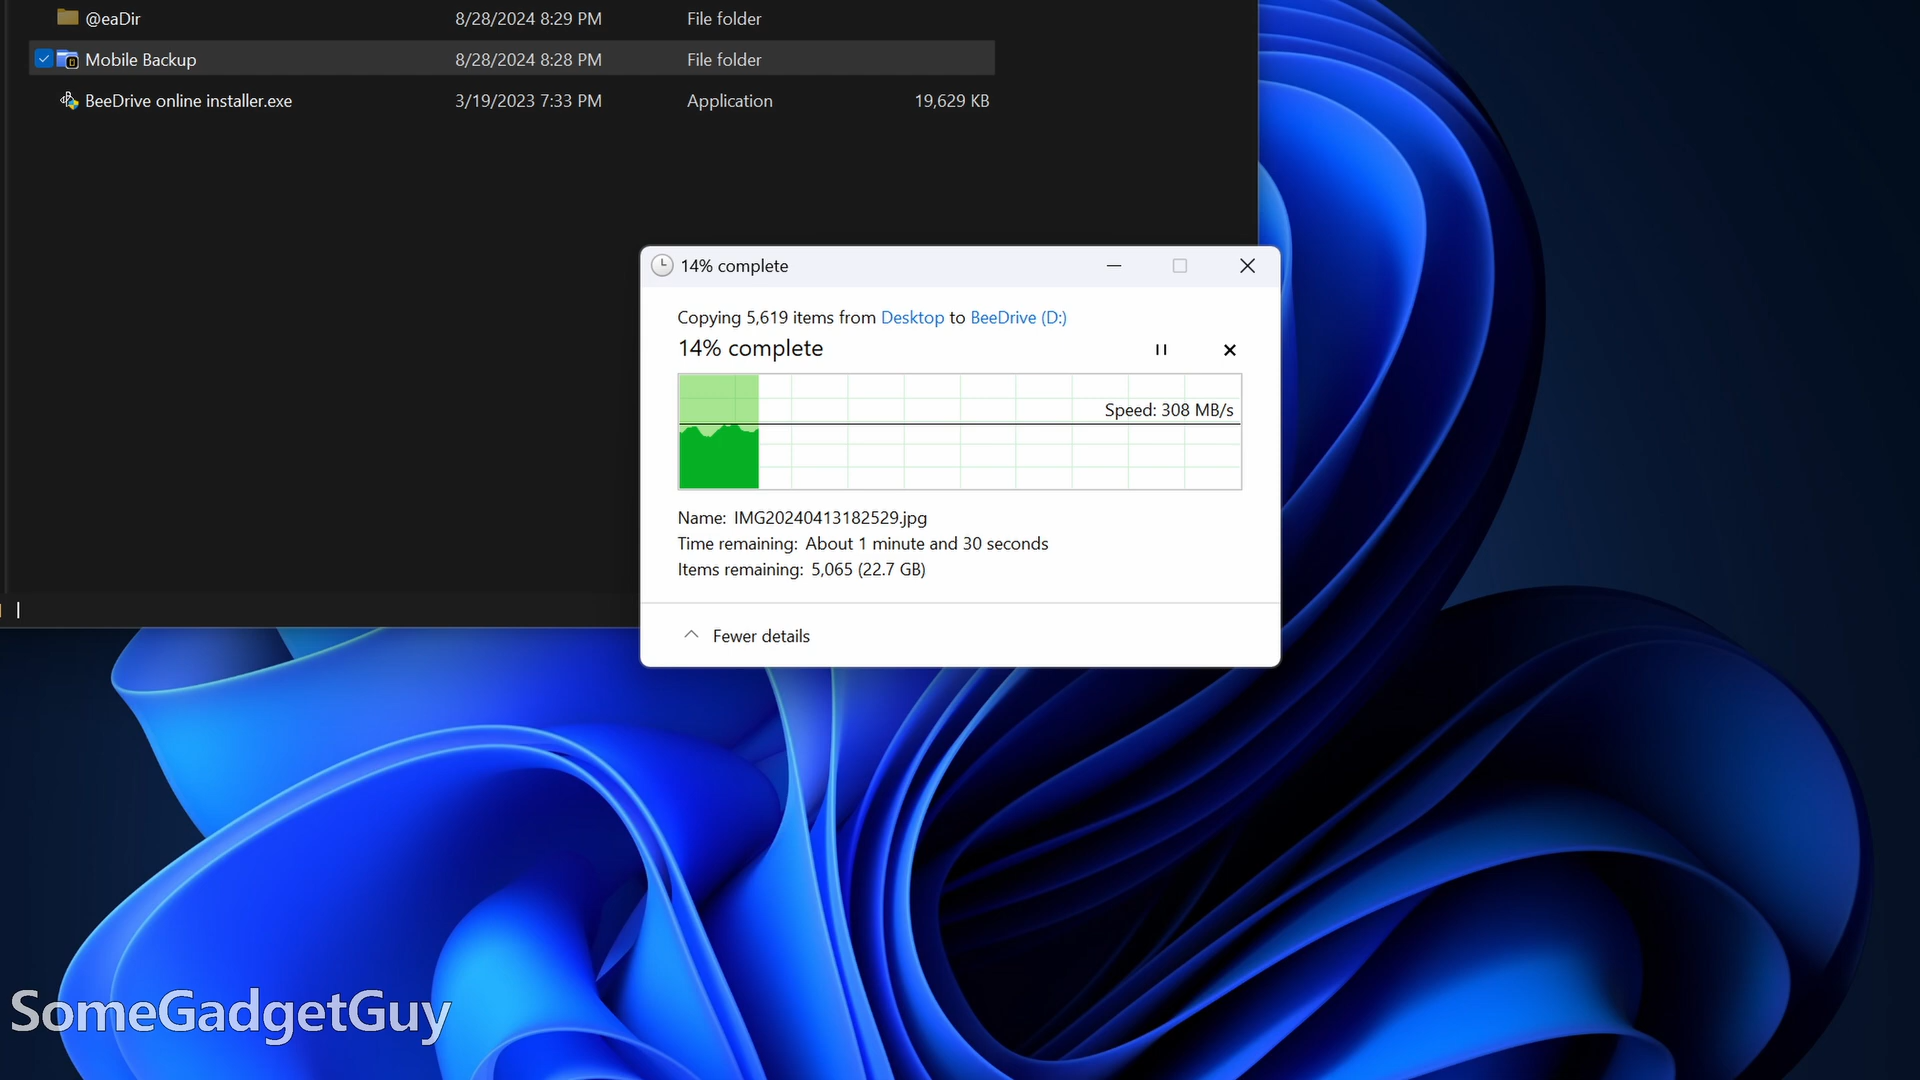 @eaDir 8/28/2024 8:29 PM File folder
Mobile Backup 8/28/2024 8:28 PM File folder
BeeDrive online installer.exe 3/19/2023 7:33 PM Application 19,629 KB
14% complete
Copying 5,619 items from Desktop to BeeDrive (D:)
14% complete
Speed: 308 MB/s
Name: IMG20240413182529.jpg
Time remaining: About 1 minute and 30 seconds
Items remaining: 5,065 (22.7 GB)
Fewer details
SomeGadgetGuy